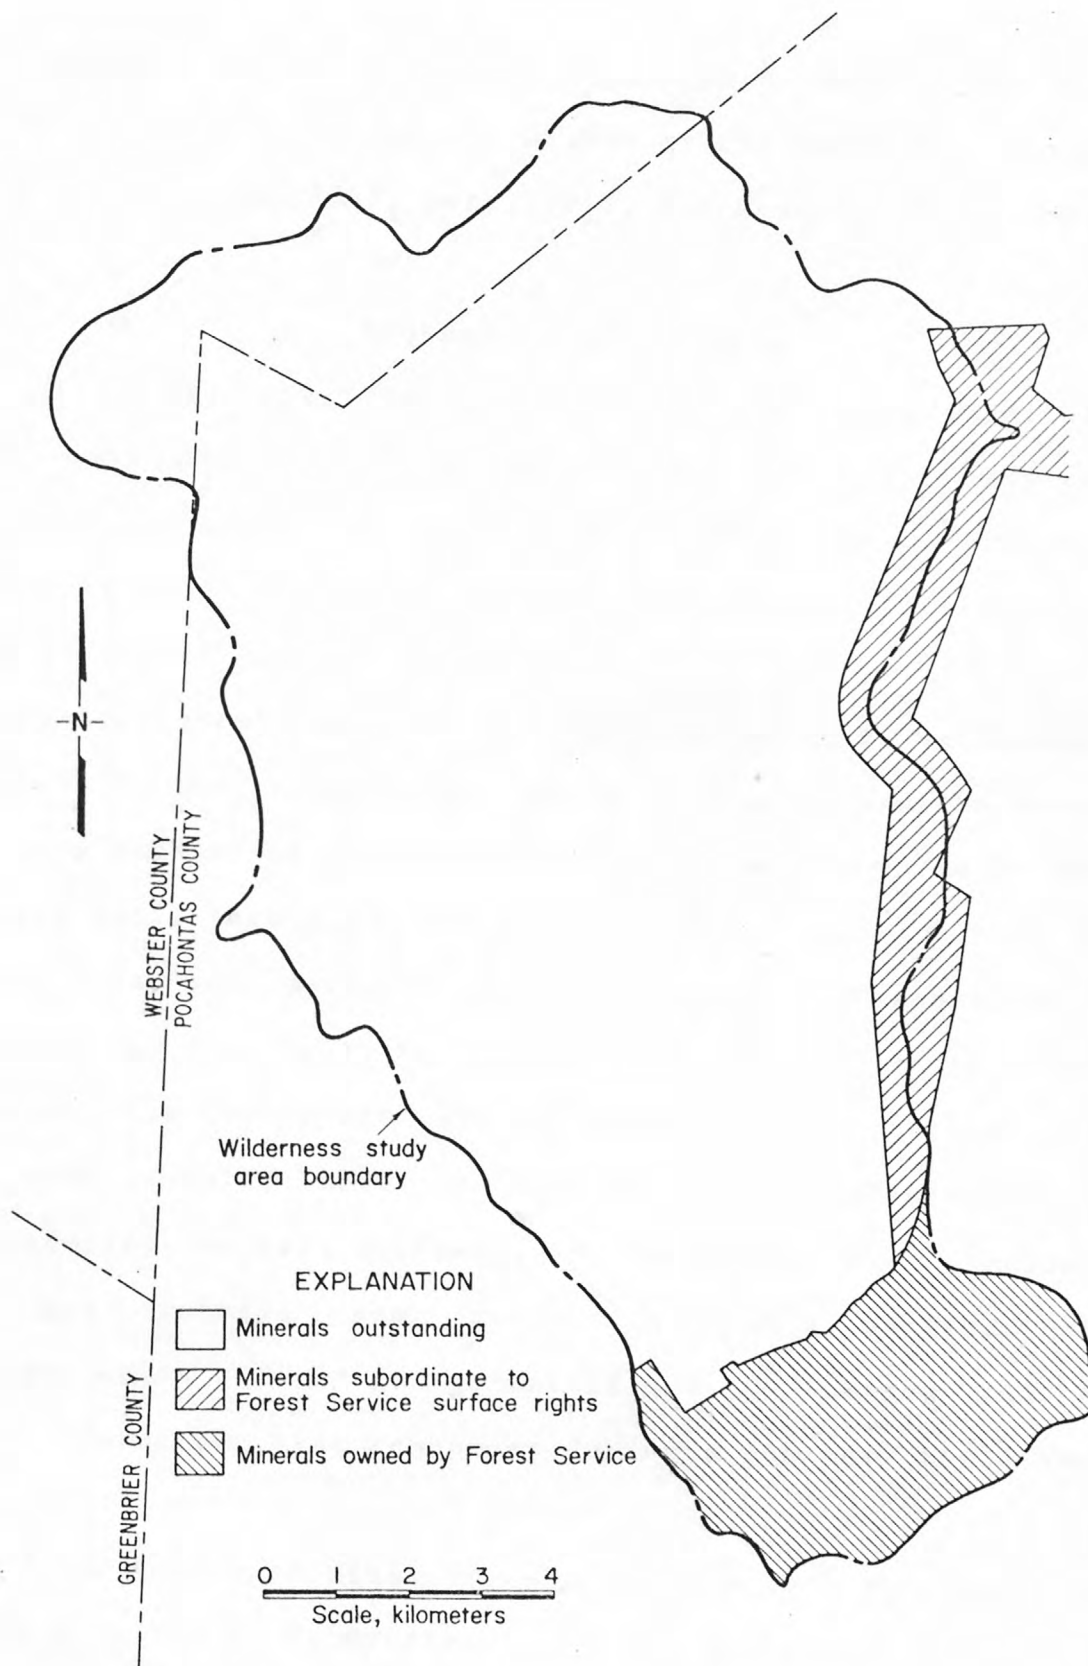 -N-
WEBSTER COUNTY
POCAHONTAS COUNTY
Wilderness study
area boundary
EXPLANATION
Minerals outstanding
Minerals subordinate to
Forest Service surface rights
Minerals owned by Forest Service
GREENBRIER COUNTY
0 1 2 3 4
Scale, kilometers